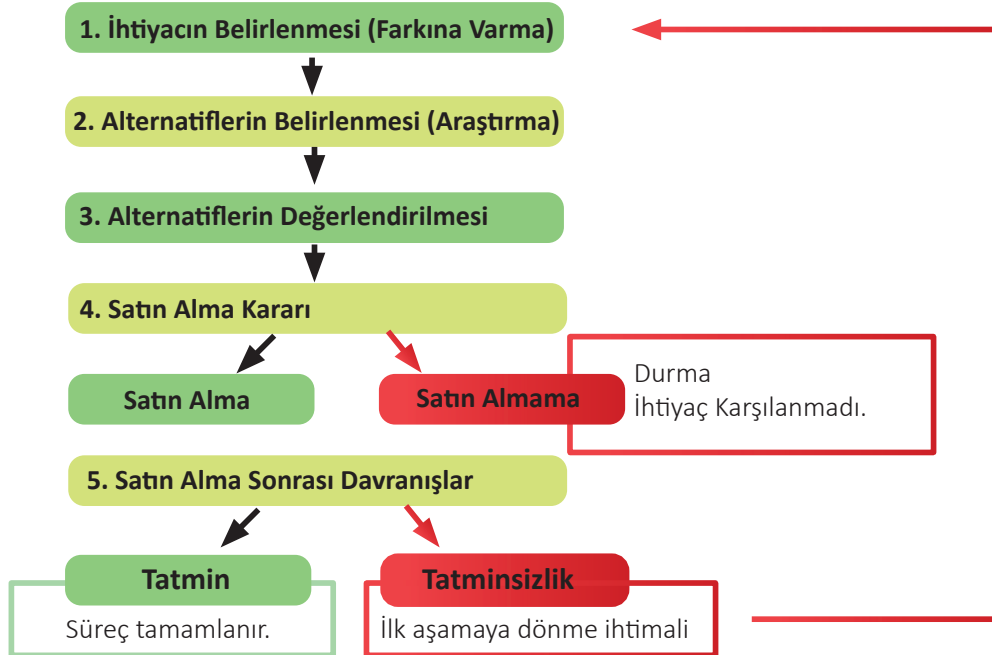 1. İhtiyacın Belirlenmesi (Farkına Varma)
2. Alternatiflerin Belirlenmesi (Araştırma)
3. Alternatiflerin Değerlendirilmesi
4. Satın Alma Kararı
Satın Alma
Satın Almama
Durma
İhtiyaç Karşılanmadı.
5. Satın Alma Sonrası Davranışlar
Tatmin
Süreç tamamlanır.
Tatminsizlik
İlk aşamaya dönme ihtimali